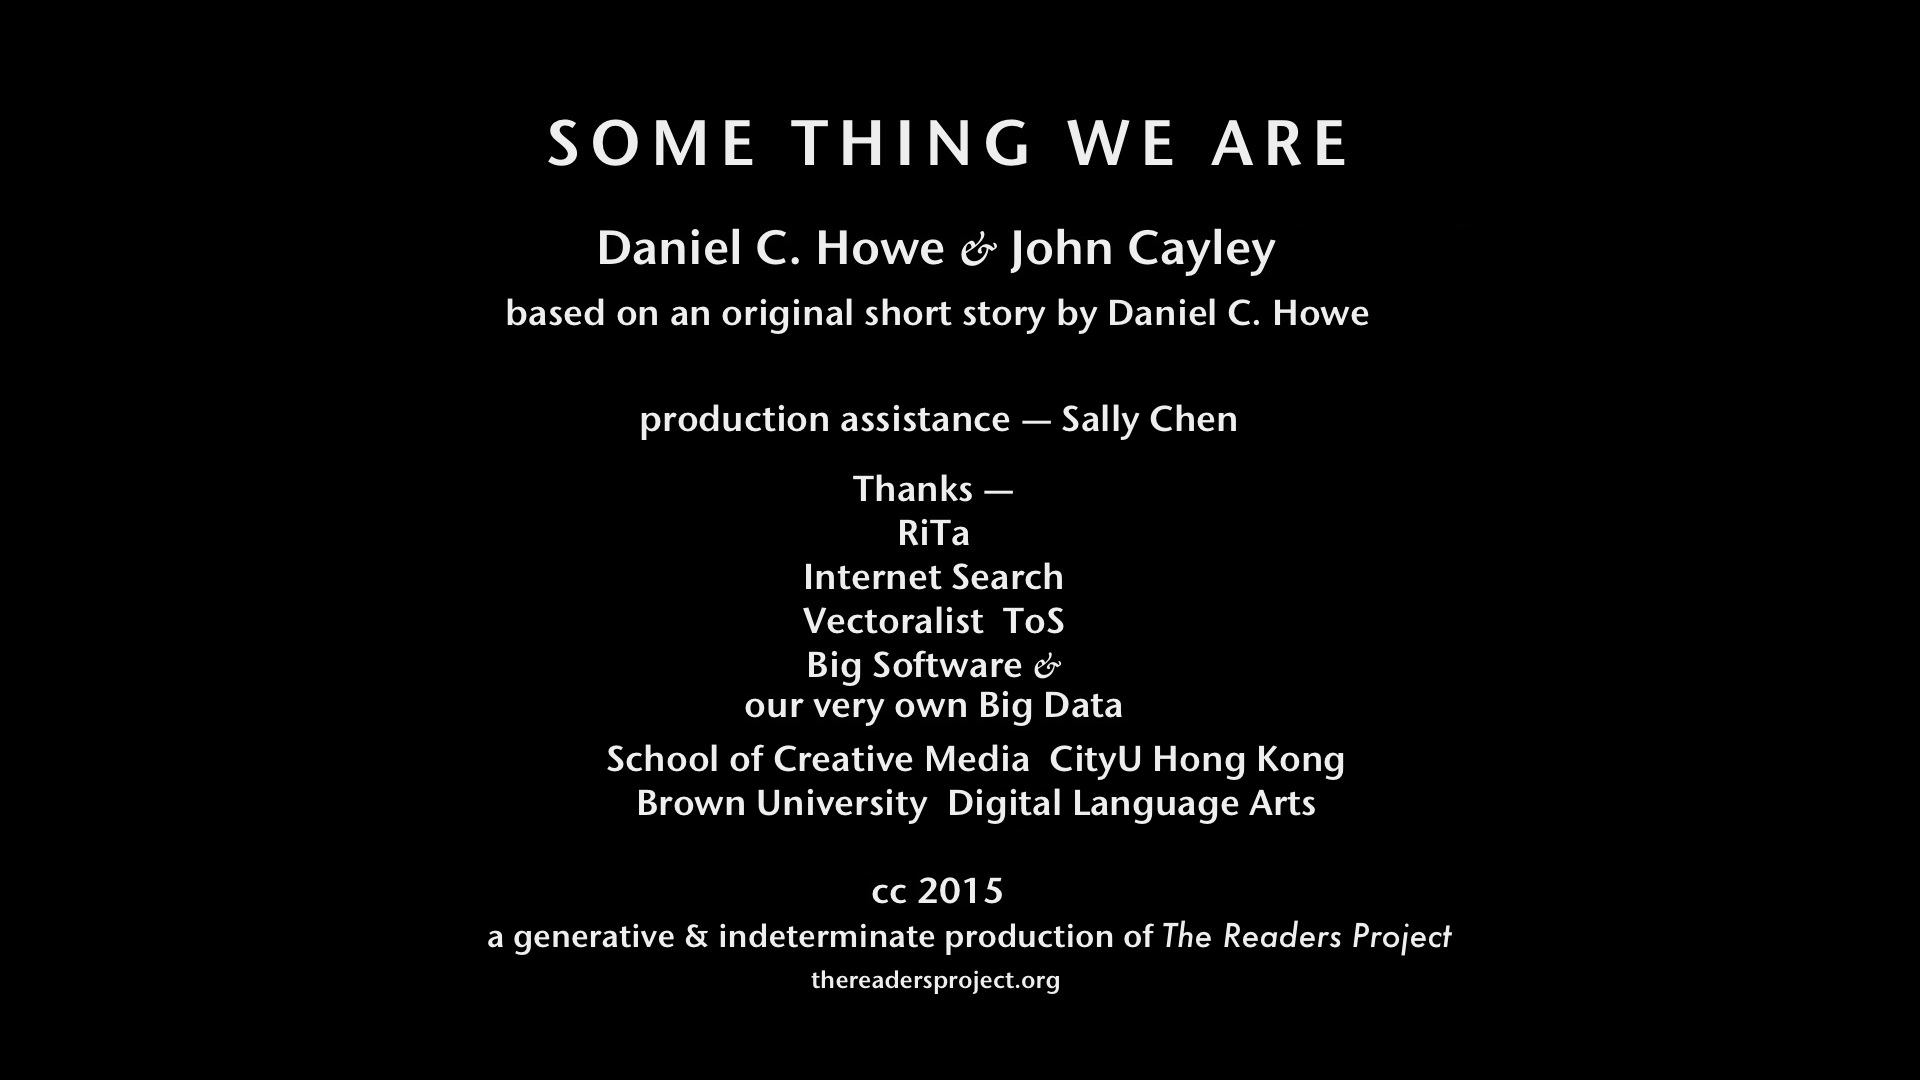 SOME THING WE ARE
Daniel C. Howe & John Cayley
based on an original short story by Daniel C. Howe
production assistance — Sally Chen
Thanks —
RiTa
Internet Search
Vectoralist  ToS
Big Software &
our very own Big Data
School of Creative Media  CityU Hong Kong
Brown University  Digital Language Arts
cc 2015
a generative & indeterminate production of The Readers Project
thereadersproject.org